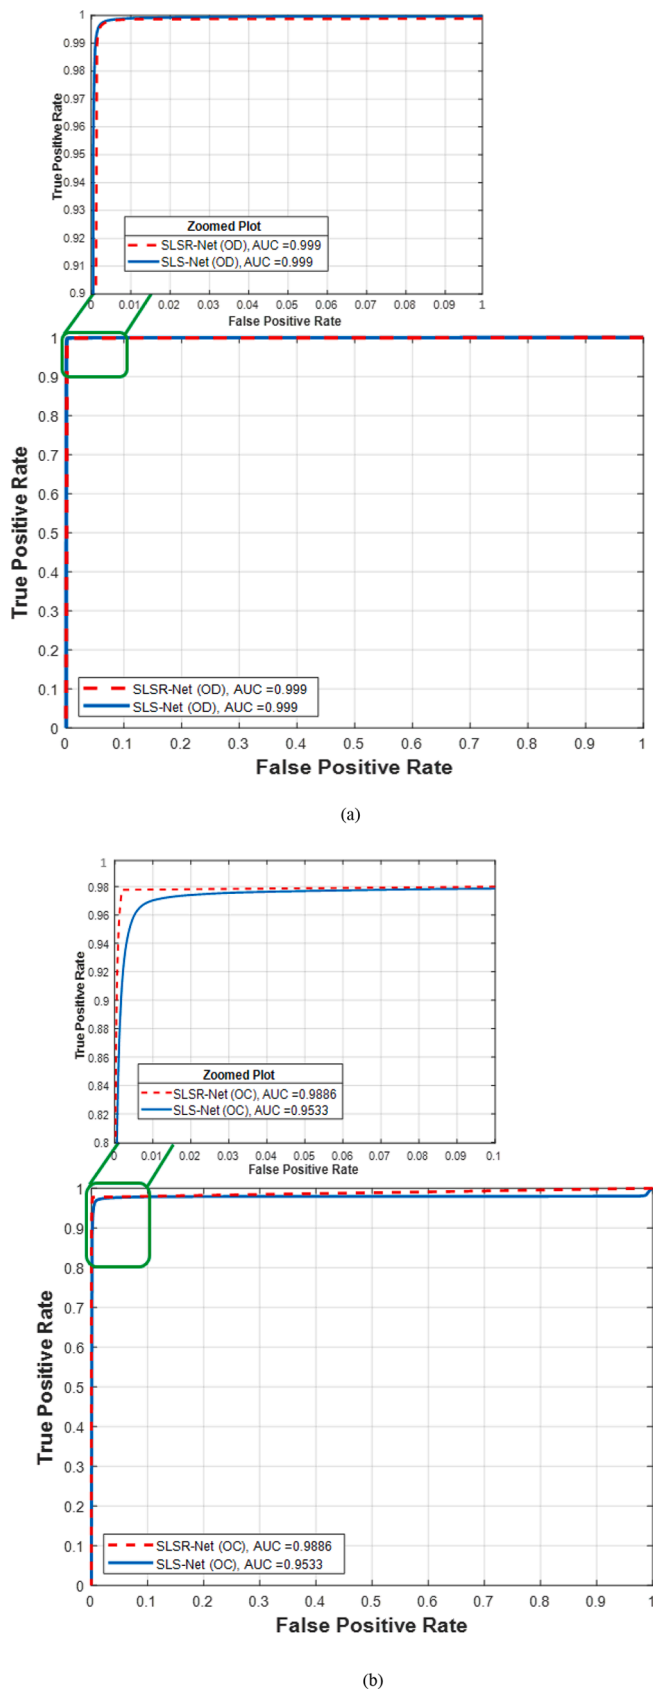 1
0.99
0.98
0.97
0.96
0.95
0.94
0.93
0.92
0.91
0.9
True Positive Rate
Zoomed Plot
SLSR-Net (OD), AUC =0.999
SLS-Net (OD), AUC =0.999
0 0.01 0.02 0.03 0.04 0.05 0.06 0.07 0.08 0.09 1
False Positive Rate
1
0.9
0.8
0.7
0.6
0.5
0.4
0.3
0.2
0.1
0
True Positive Rate
SLSR-Net (OD), AUC =0.999
SLS-Net (OD), AUC =0.999
0 0.1 0.2 0.3 0.4 0.5 0.6 0.7 0.8 0.9 1
False Positive Rate
(a)
1
0.98
0.96
0.94
0.92
0.9
0.88
0.86
0.84
0.82
0.8
True Positive Rate
Zoomed Plot
SLSR-Net (OC), AUC =0.9886
SLS-Net (OC), AUC =0.9533
0 0.01 0.02 0.03 0.04 0.05 0.06 0.07 0.08 0.09 0.1
False Positive Rate
1
0.9
0.8
0.7
0.6
0.5
0.4
0.3
0.2
0.1
0
True Positive Rate
SLSR-Net (OC), AUC =0.9886
SLS-Net (OC), AUC =0.9533
0 0.1 0.2 0.3 0.4 0.5 0.6 0.7 0.8 0.9 1
False Positive Rate
(b)